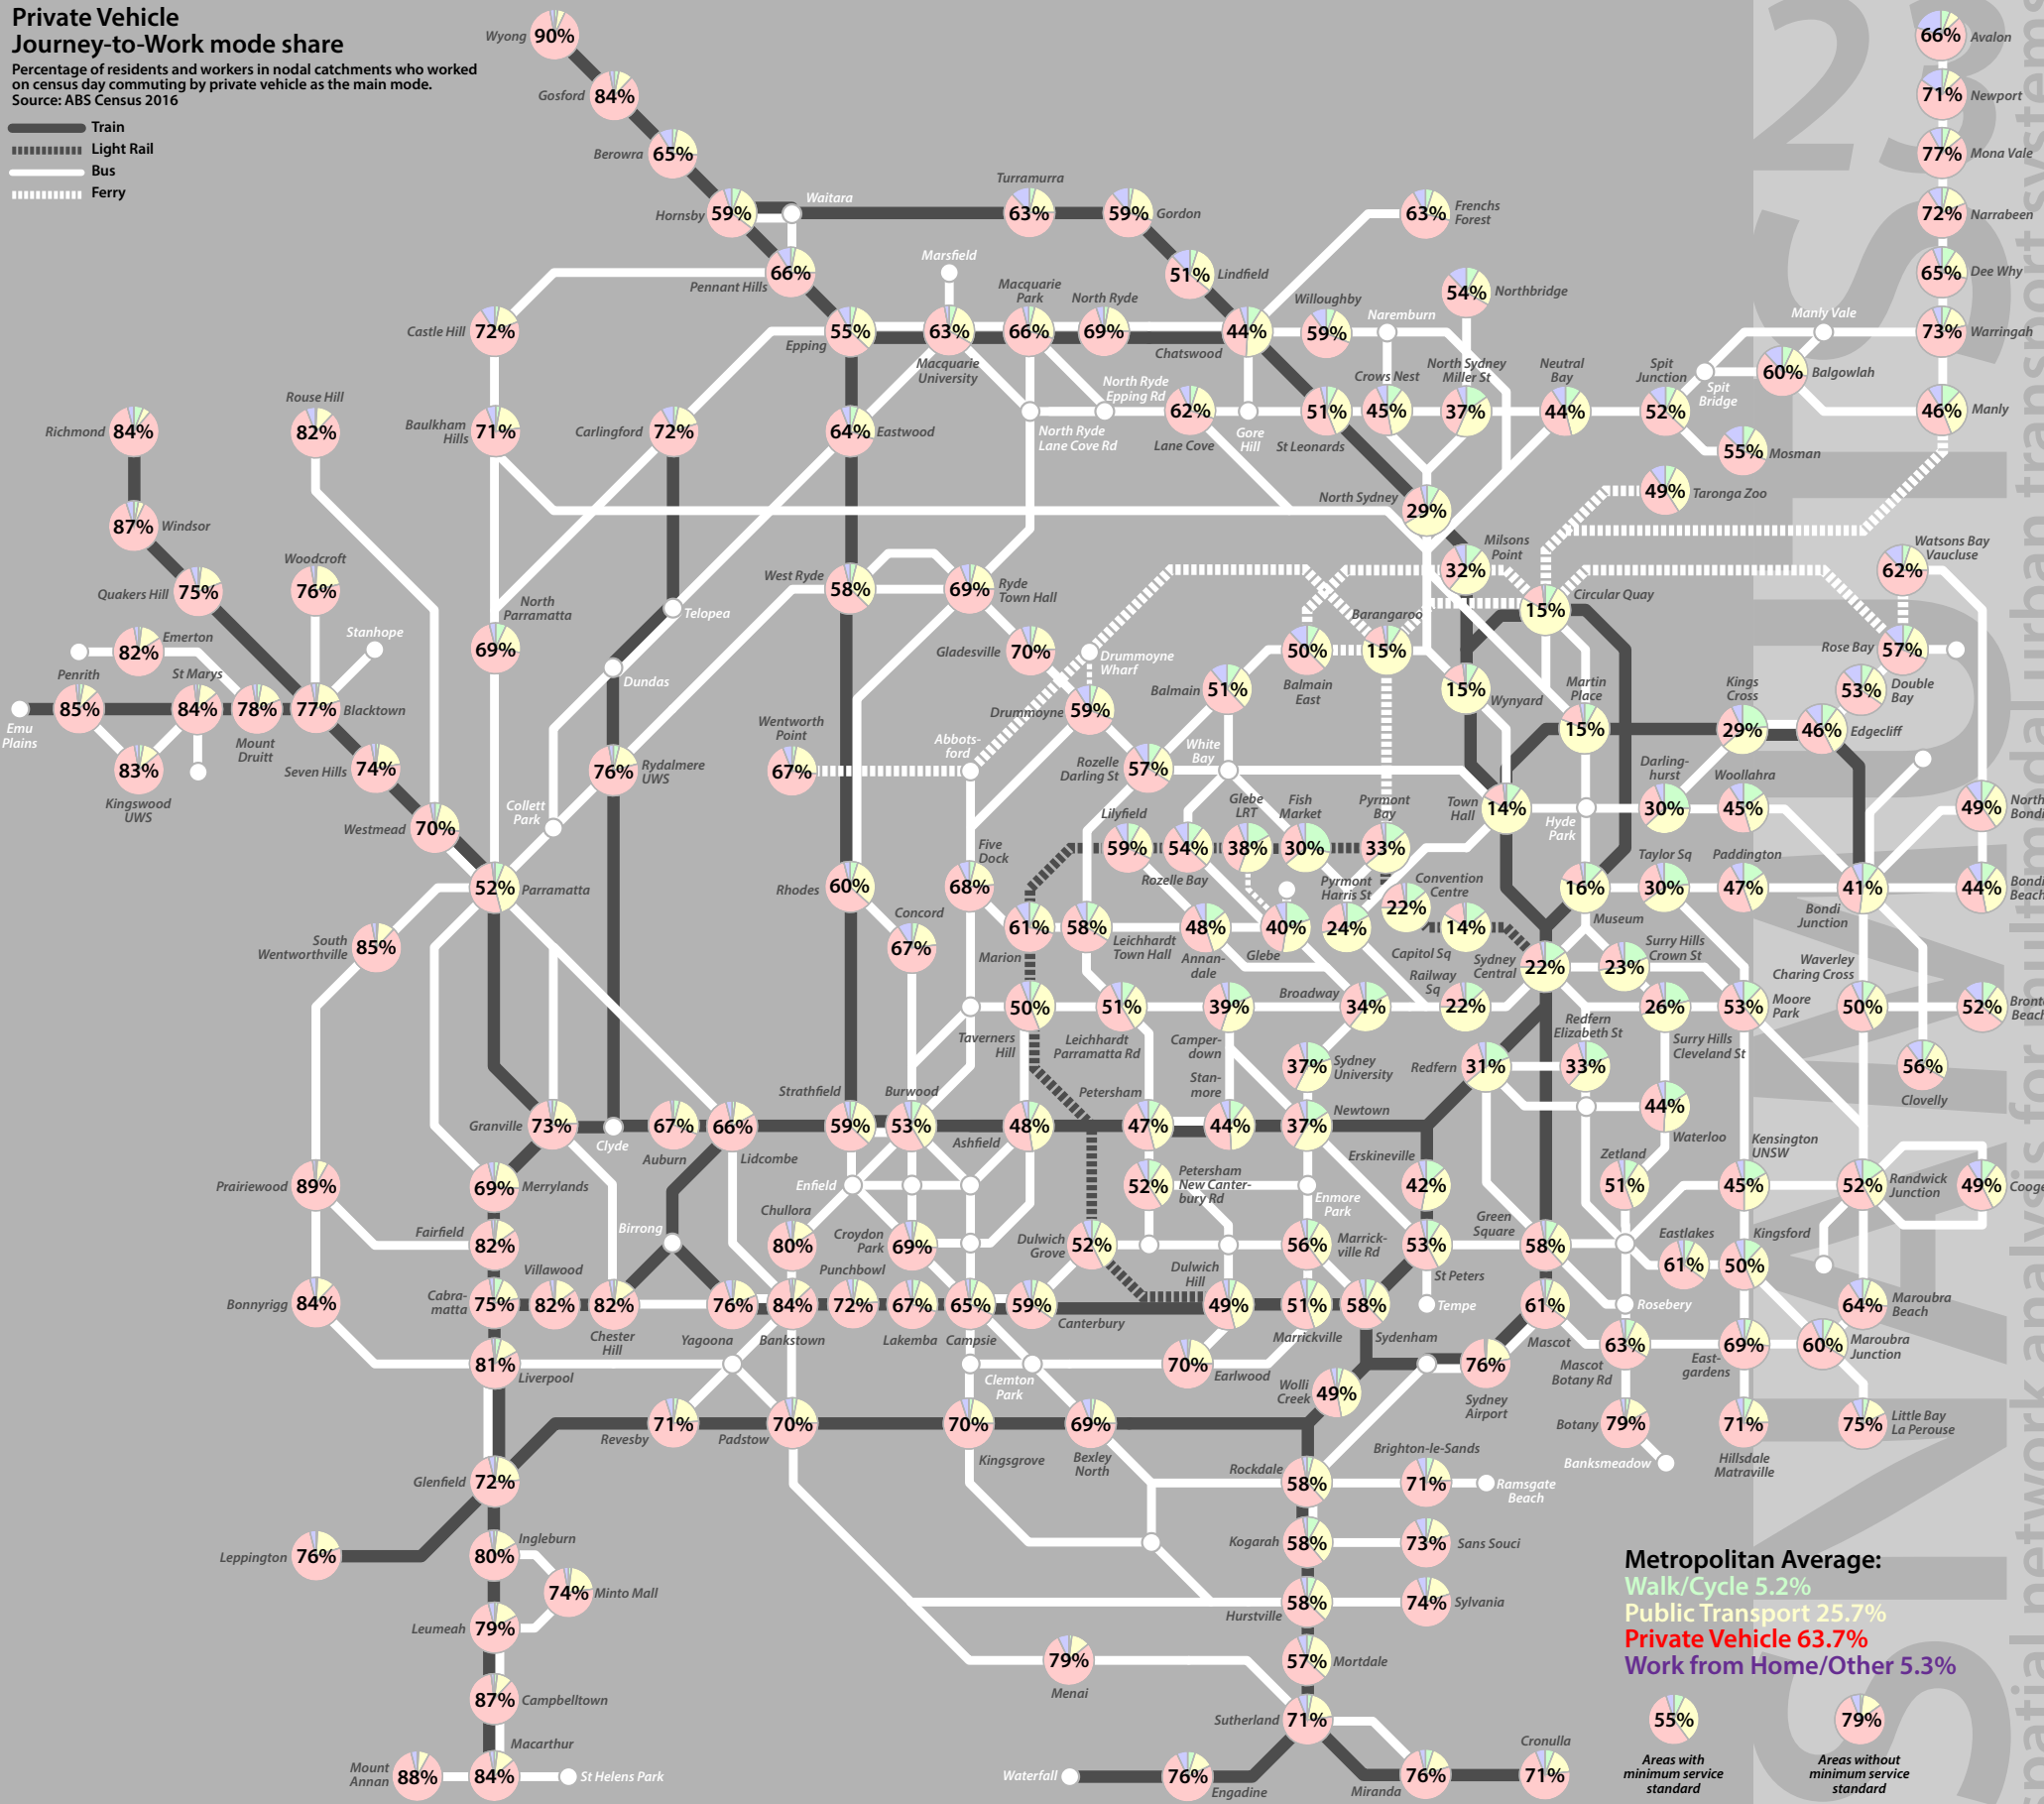 Private Vehicle
Journey-to-Work mode share
Percentage of residents and workers in nodal catchments who worked
on census day commuting by private vehicle as the main mode.
Source: ABS Census 2016
Train
Light Rail
Bus
Ferry
Wyong 90%
Gosford 84%
Berowra 65%
Hornsby 59%
Waitara
Turramurra
63%
59% Gordon
63% Frenchs
Forest
66% Avalon
71% Newport
77% Mona Vale
72% Narrabeen
65% Dee Why
73% Warringah
46% Manly
66%
Pennant Hills
Marsfield
51% Lindfield
54% Northbridge
Castle Hill 72%
55%
Epping
63%
Macquarie
University
Macquarie
Park
66%
North Ryde
69%
44%
Chatswood
Willoughby
59%
Naremburn
Manly Vale
60% Balgowlah
Rouse Hill
82%
Richmond 84%
Baulkham
Hills
71%
Carlingford 72%
64% Eastwood
North Ryde
Lane Cove Rd
North Ryde
Epping Rd
62%
Lane Cove
Gore
Hill
51%
St Leonards
Crows Nest
45%
North Sydney
Miller St
37%
Neutral
Bay
44%
Spit
Junction
52%
Spit
Bridge
55% Mosman
87% Windsor
North Sydney
29%
49% Taronga Zoo
Quakers Hill 75%
Woodcroft
76%
Stanhope
North
Parramatta
69%
Telopea
West Ryde 58%
69% Ryde
Town Hall
Milsons
Point
32%
Circular Quay
15%
Watsons Bay
Vaucluse
62%
Emerton
82%
Penrith
85%
Emu
Plains
St Marys
84%
78%
Mount
Druitt
77% Blacktown
83%
Kingswood
UWS
Seven Hills 74%
Dundas
Gladesville 70%
Drummoyne
Wharf
Drummoyne 59%
Balmain 51%
50%
Balmain
East
Barangaroo
15%
15% Wynyard
Martin
Place
15%
Kings
Cross
29%
46% Edgecliff
53% Double
Bay
Rose Bay 57%
Westmead 70%
76% Rydalmere
UWS
Collett
Park
Wentworth
Point
67%
Abbots-
ford
Rozelle
Darling St
57%
White
Bay
Town
Hall
14%
Hyde
Park
Darling-
hurst
30%
Woollahra
45%
49% North
Bondi
52% Parramatta
Rhodes 60%
Five
Dock
68%
Lilyfield
59%
54%
Rozelle Bay
Glebe
LRT
38%
Fish
Market
30%
Pyrmont
Bay
33%
Convention
Centre
22%
16%
Museum
Taylor Sq
30%
Paddington
47%
41%
Bondi
Junction
44%
South
Wentworthville
85%
Concord
67%
61%
Marion
58%
Leichhardt
Town Hall
48%
Annan-
dale
40%
Glebe
Pyrmont
Harris St
24%
14%
Capitol Sq
Sydney
Central
22%
23% Surry Hills
Crown St
Waverley
Charing Cross
50%
52%
50%
Taverners
Hill
51%
Leichhardt
Parramatta Rd
39%
Camper-
down
Broadway 34%
Railway
Sq
22%
26%
Surry Hills
Cleveland St
53% Moore
Park
37% Sydney
University
Redfern 31%
Redfern
Elizabeth St
33%
56%
Clovelly
44%
Waterloo
Granville 73%
Clyde
67%
Auburn
66%
Lidcombe
Strathfield
59%
Burwood
53%
Ashfield 48%
Petersham
47%
Stan-
more
44%
37% Newtown
Prairiewood 89%
69% Merrylands
Birrong
Enfield
52% Petersham
New Canter-
bury Rd
Enmore
Park
Erskineville
42%
Zetland
51%
Kensington
UNSW
45%
52% Randwick
Junction
49%
Fairfield 82%
Chullora
80%
Croydon
Park
69%
Dulwich
Grove
52%
56% Marrick-
ville Rd
53%
St Peters
Green
Square
58%
Eastlakes
61%
Kingsford
50%
Bonnyrigg 84%
Cabra-
matta
75%
Villawood
82%
82%
Chester
Hill
76%
Yagoona
84%
Bankstown
Punchbowl
72%
67%
Lakemba
65%
Campsie
59%
Canterbury
Dulwich
Hill
49%
51%
Marrickville
58%
Sydenham
Tempe
61%
Mascot
Rosebery
64% Maroubra
Beach
81%
Liverpool
Clemton
Park
70%
Earlwood
Wolli
Creek
49%
76%
Sydney
Airport
63%
Mascot
Botany Rd
69%
East-
gardens
60% Maroubra
Junction
71%
Revesby
70%
Padstow
70%
Kingsgrove
69%
Bexley
North
Botany 79%
Banksmeadow
71%
Hillsdale
Matraville
75% Little Bay
La Perouse
Glenfield 72%
Rockdale
58%
Brighton-le-Sands
71%
Ramsgate
Beach
Leppington 76%
Ingleburn
80%
Kogarah 58%
73% Sans Souci
74% Minto Mall
Leumeah 79%
58%
Hurstville
74% Sylvania
79%
Menai
57% Mortdale
87% Campbelltown
Sutherland 71%
Mount
Annan
88%
Macarthur
84%
St Helens Park
Waterfall
76%
Engadine
76%
Miranda
Cronulla
71%
Metropolitan Average:
Walk/Cycle 5.2%
Public Transport 25.7%
Private Vehicle 63.7%
Work from Home/Other 5.3%
55%
Areas with
minimum service
standard
79%
Areas without
minimum service
standard
spatial network analysis for multimodal urban transport systems